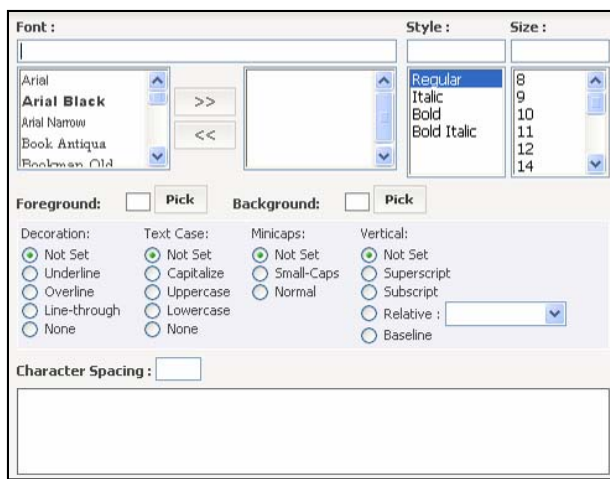 Font :
Style :
Size :
Arial
Arial Black
Arial Narrow
Book Antiqua
Bookman Old
>>
<<
Regular
Italic
Bold
Bold Italic
8
9
10
11
12
14
Foreground: Pick Background: Pick
Decoration:
Not Set
Underline
Overline
Line-through
None
Text Case:
Not Set
Capitalize
Uppercase
Lowercase
None
Minicaps:
Not Set
Small-Caps
Normal
Vertical:
Not Set
Superscript
Subscript
Relative :
Baseline
Character Spacing :